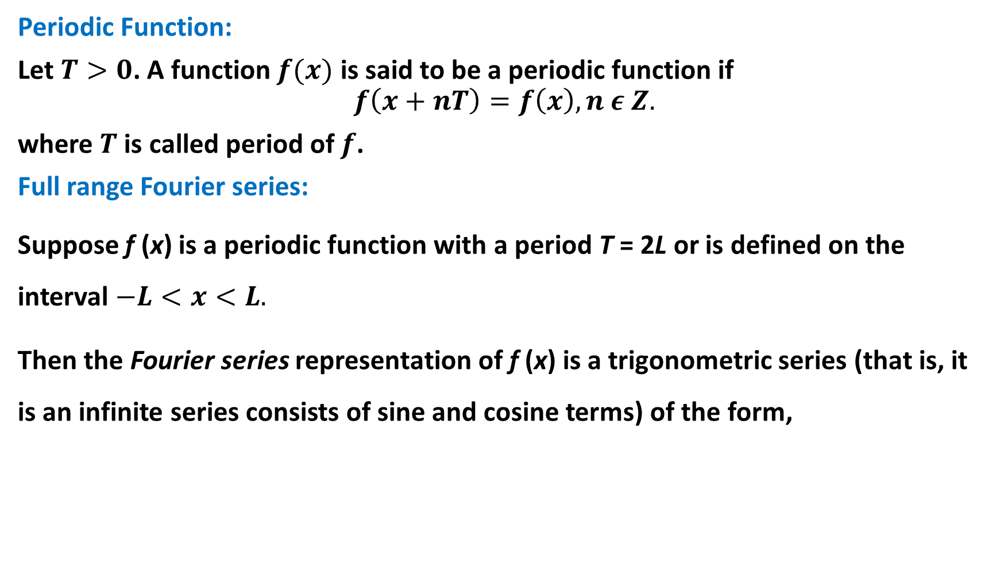 Periodic Function:
Let T > 0. A function f(x) is said to be a periodic function if
f(x + nT) = f(x), n ϵ Z.
where T is called period of f.
Full range Fourier series:
Suppose f (x) is a periodic function with a period T = 2L or is defined on the
interval −L < x < L.
Then the Fourier series representation of f (x) is a trigonometric series (that is, it
is an infinite series consists of sine and cosine terms) of the form,